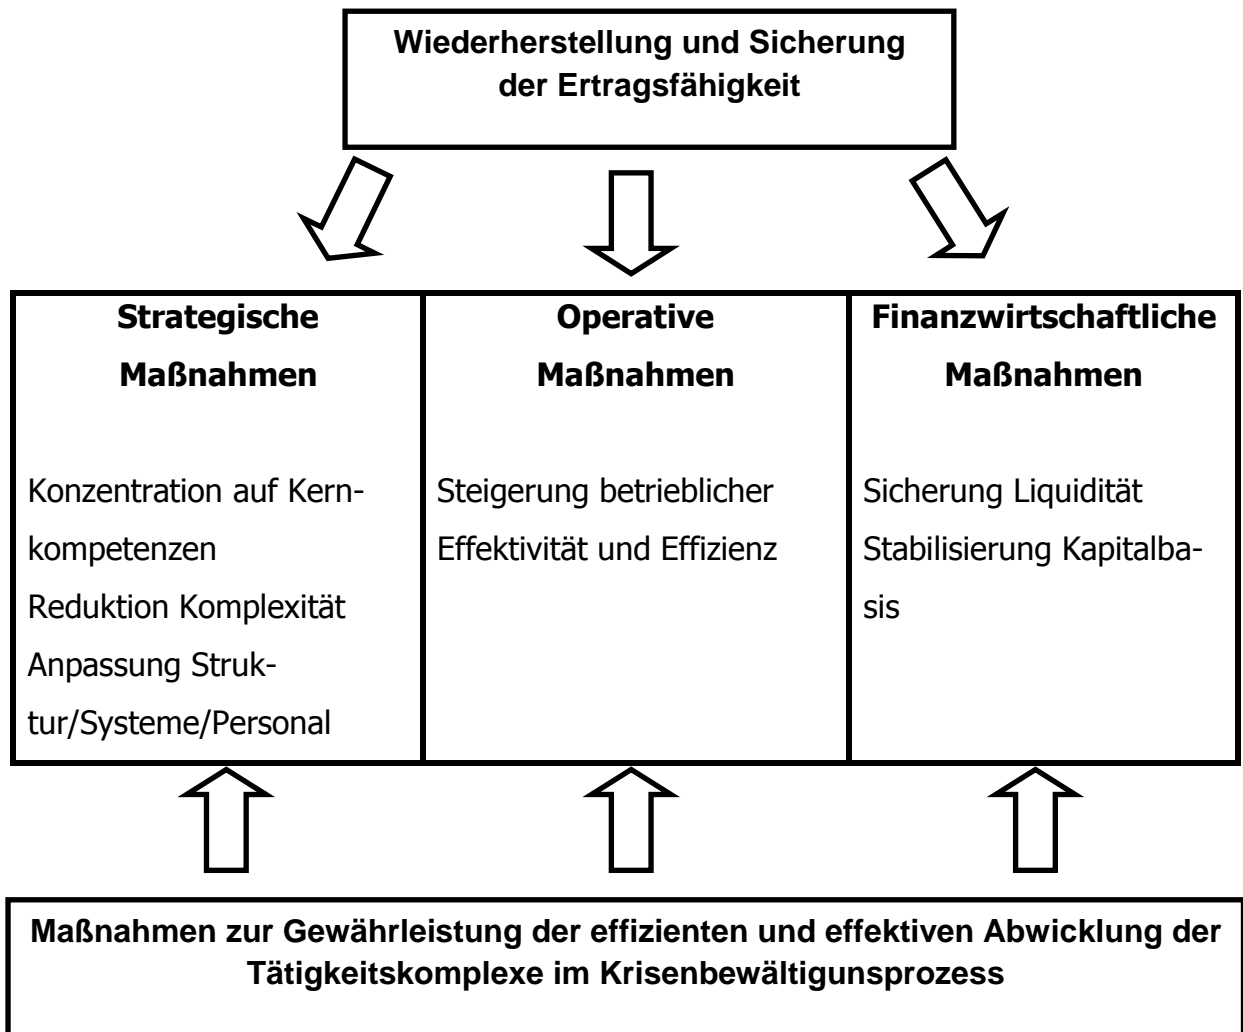 Wiederherstellung und Sicherung
der Ertragsfähigkeit
Strategische
Maßnahmen
Konzentration auf Kern-
kompetenzen
Reduktion Komplexität
Anpassung Struk-
tur/Systeme/Personal
Operative
Maßnahmen
Steigerung betrieblicher
Effektivität und Effizienz
Finanzwirtschaftliche
Maßnahmen
Sicherung Liquidität
Stabilisierung Kapitalba-
sis
Maßnahmen zur Gewährleistung der effizienten und effektiven Abwicklung der
Tätigkeitskomplexe im Krisenbewältigunsprozess